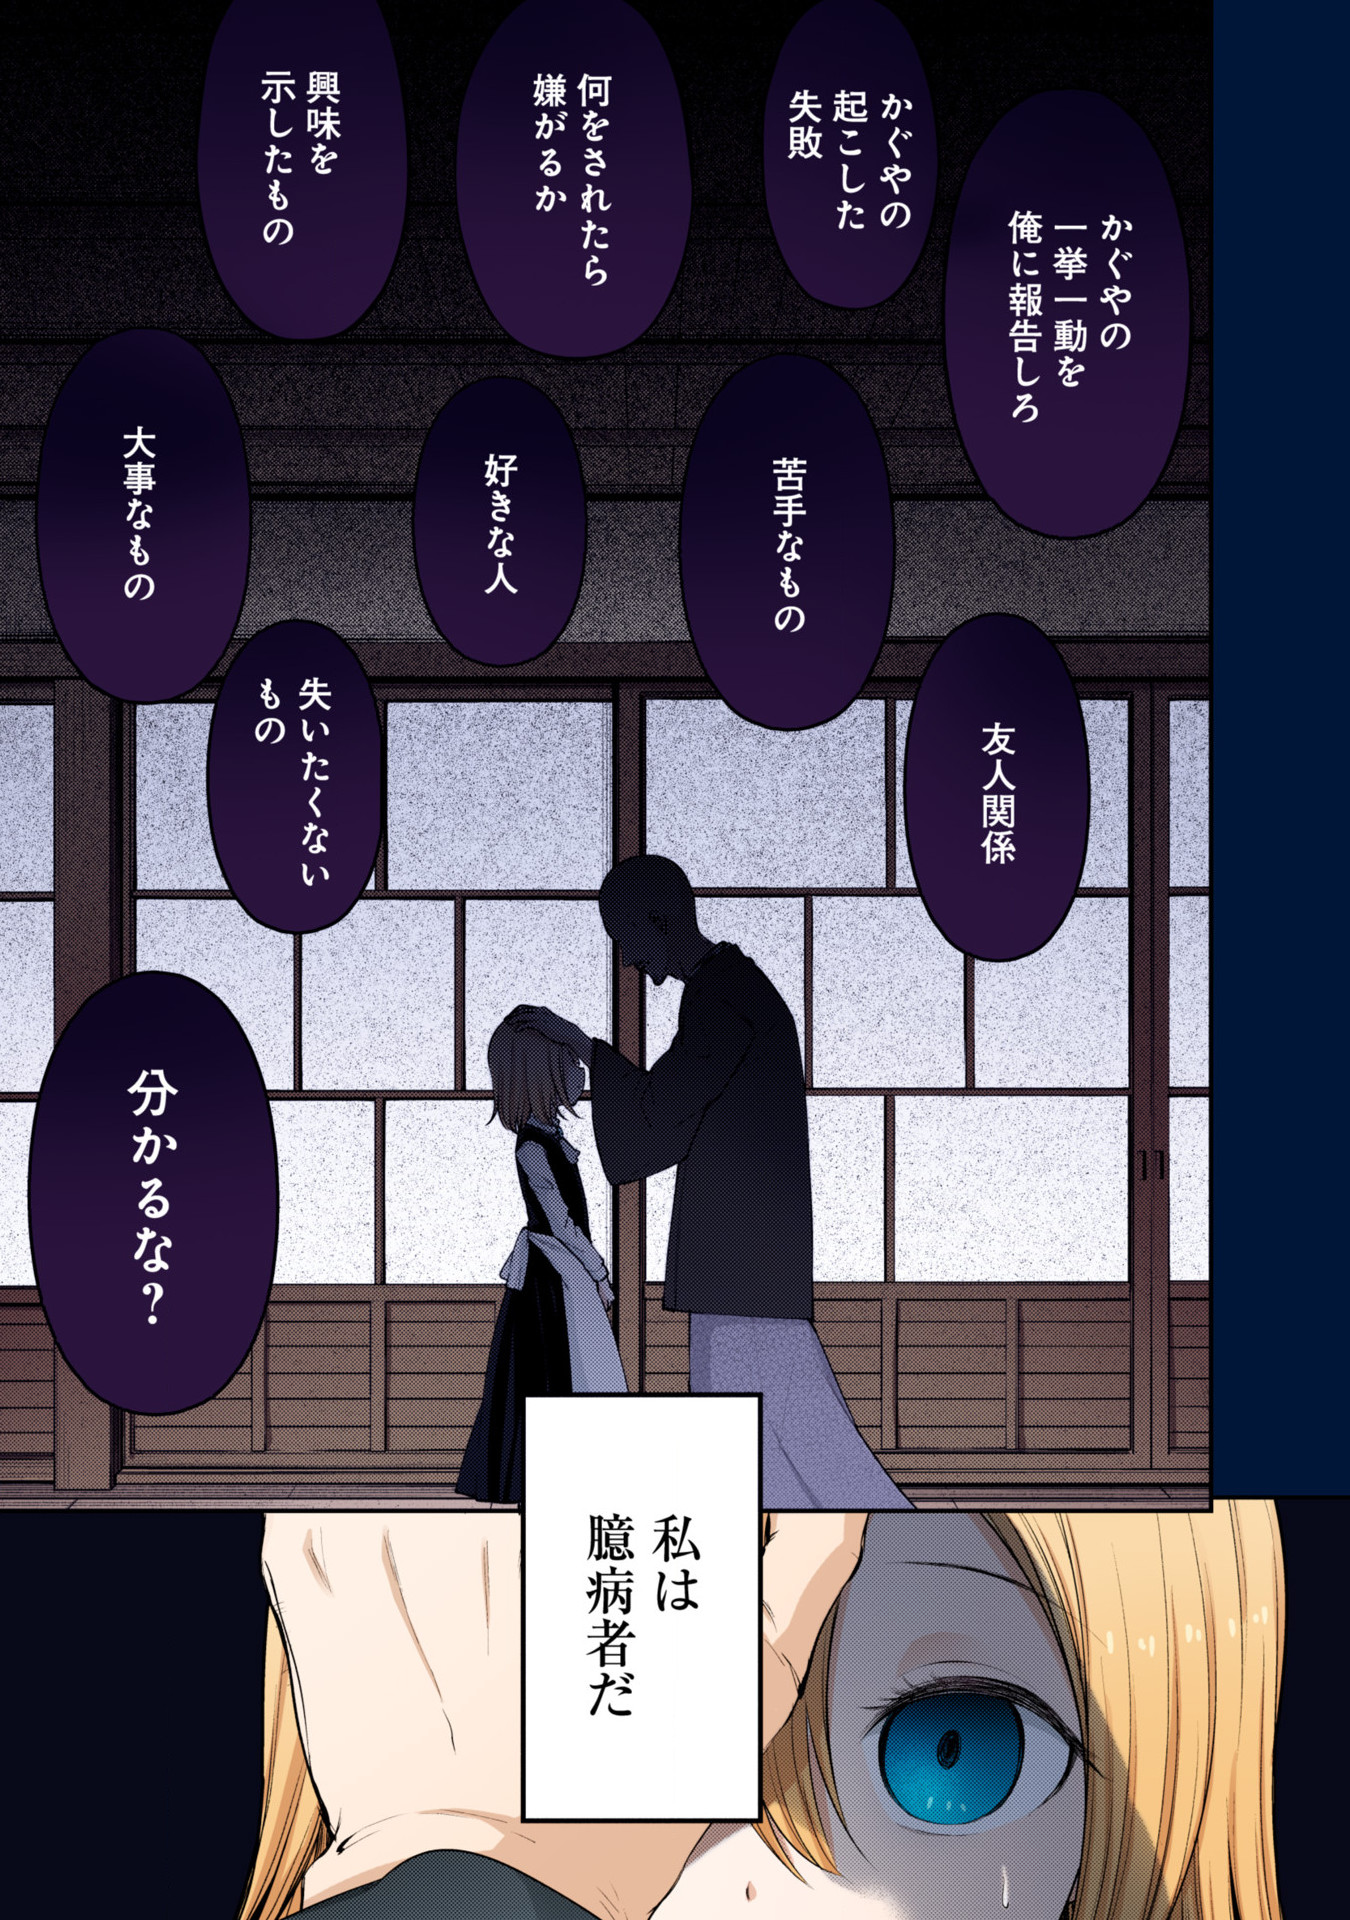 かぐやの
一挙一動を
俺に報告しろ
かぐやの
起こした
失敗
何をされたら
嫌がるか
興味を
示したもの
友人関係
苦手なもの
好きな人
大事なもの
失いたくない
もの
分かるな?
私は
臆病者だ